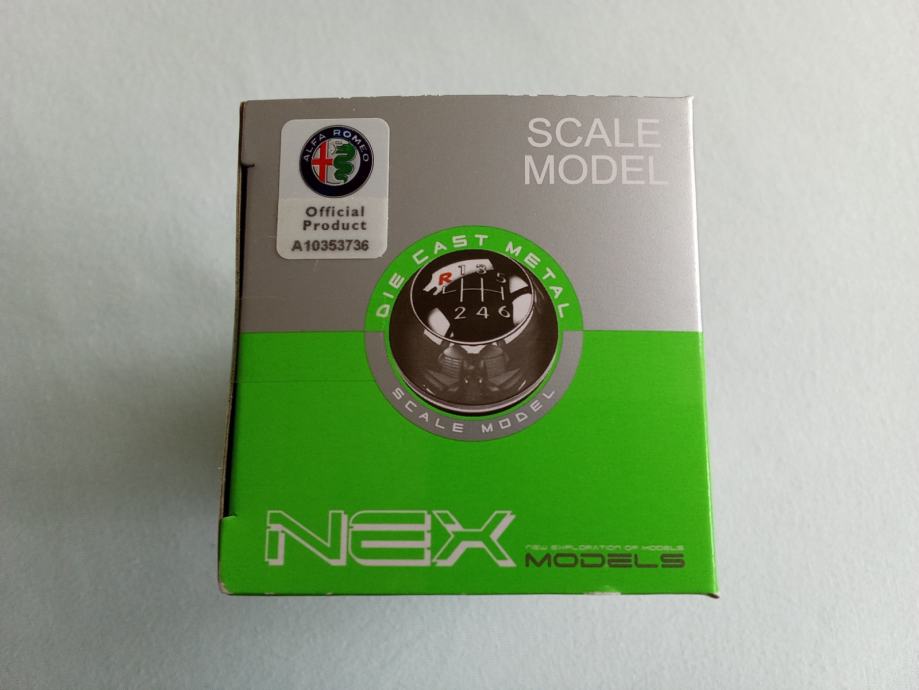 SCALE
MODEL
ALFA ROMEO
Official
Product
A10353736
DIE CAST METAL
R 1 3 5
2 4 6
SCALE MODEL
NEX
NEW EXPLORATION OF MODELS
MODELS